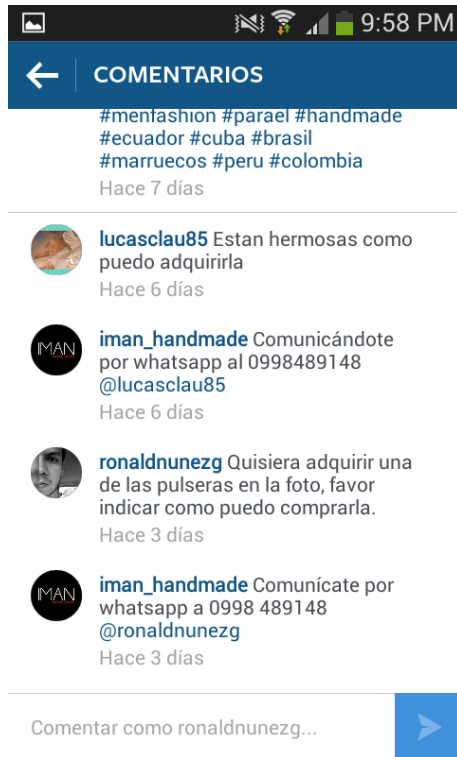 9:58 PM
COMENTARIOS
#menfashion #parael #handmade
#ecuador #cuba #brasil
#marruecos #peru #colombia
Hace 7 días
lucasclau85 Estan hermosas como
puedo adquirirla
Hace 6 días
IMAN
iman_handmade Comunicándote
por whatsapp al 0998489148
@lucasclau85
Hace 6 días
ronaldnunezg Quisiera adquirir una
de las pulseras en la foto, favor
indicar como puedo comprarla.
Hace 3 días
IMAN
iman_handmade Comunícate por
whatsapp a 0998 489148
@ronaldnunezg
Hace 3 días
Comentar como ronaldnunezg...